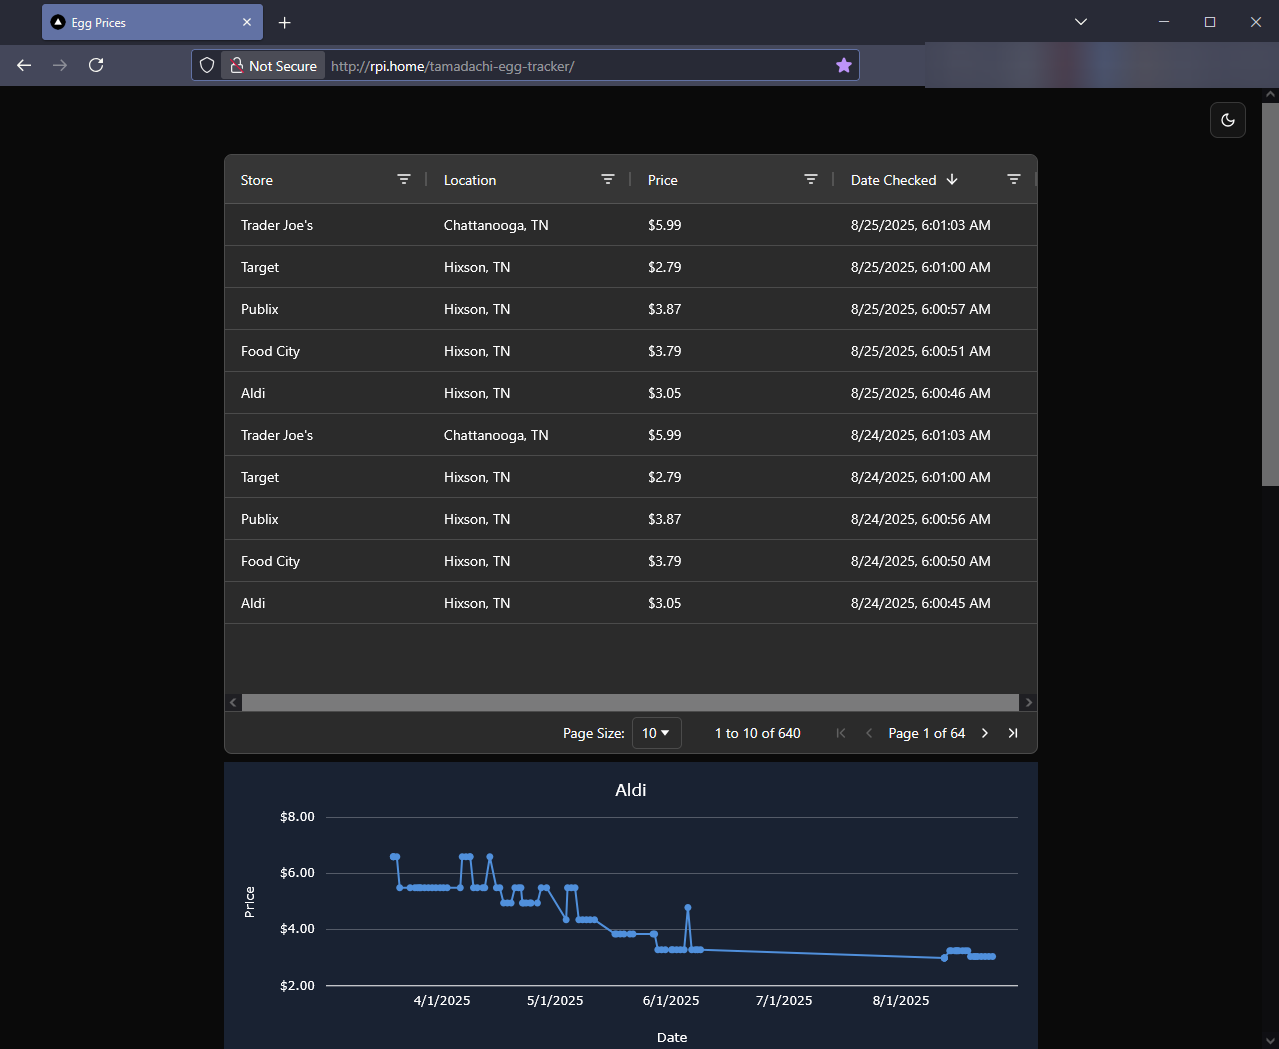 Egg Prices
Not Secure http://rpi.home/tamadachi-egg-tracker/
Store Location Price Date Checked
Trader Joe's Chattanooga, TN $5.99 8/25/2025, 6:01:03 AM
Target Hixson, TN $2.79 8/25/2025, 6:01:00 AM
Publix Hixson, TN $3.87 8/25/2025, 6:00:57 AM
Food City Hixson, TN $3.79 8/25/2025, 6:00:51 AM
Aldi Hixson, TN $3.05 8/25/2025, 6:00:46 AM
Trader Joe's Chattanooga, TN $5.99 8/24/2025, 6:01:03 AM
Target Hixson, TN $2.79 8/24/2025, 6:01:00 AM
Publix Hixson, TN $3.87 8/24/2025, 6:00:56 AM
Food City Hixson, TN $3.79 8/24/2025, 6:00:50 AM
Aldi Hixson, TN $3.05 8/24/2025, 6:00:45 AM
Page Size: 10 1 to 10 of 640 Page 1 of 64
Aldi
$8.00
$6.00
Price
$4.00
$2.00
4/1/2025 5/1/2025 6/1/2025 7/1/2025 8/1/2025
Date